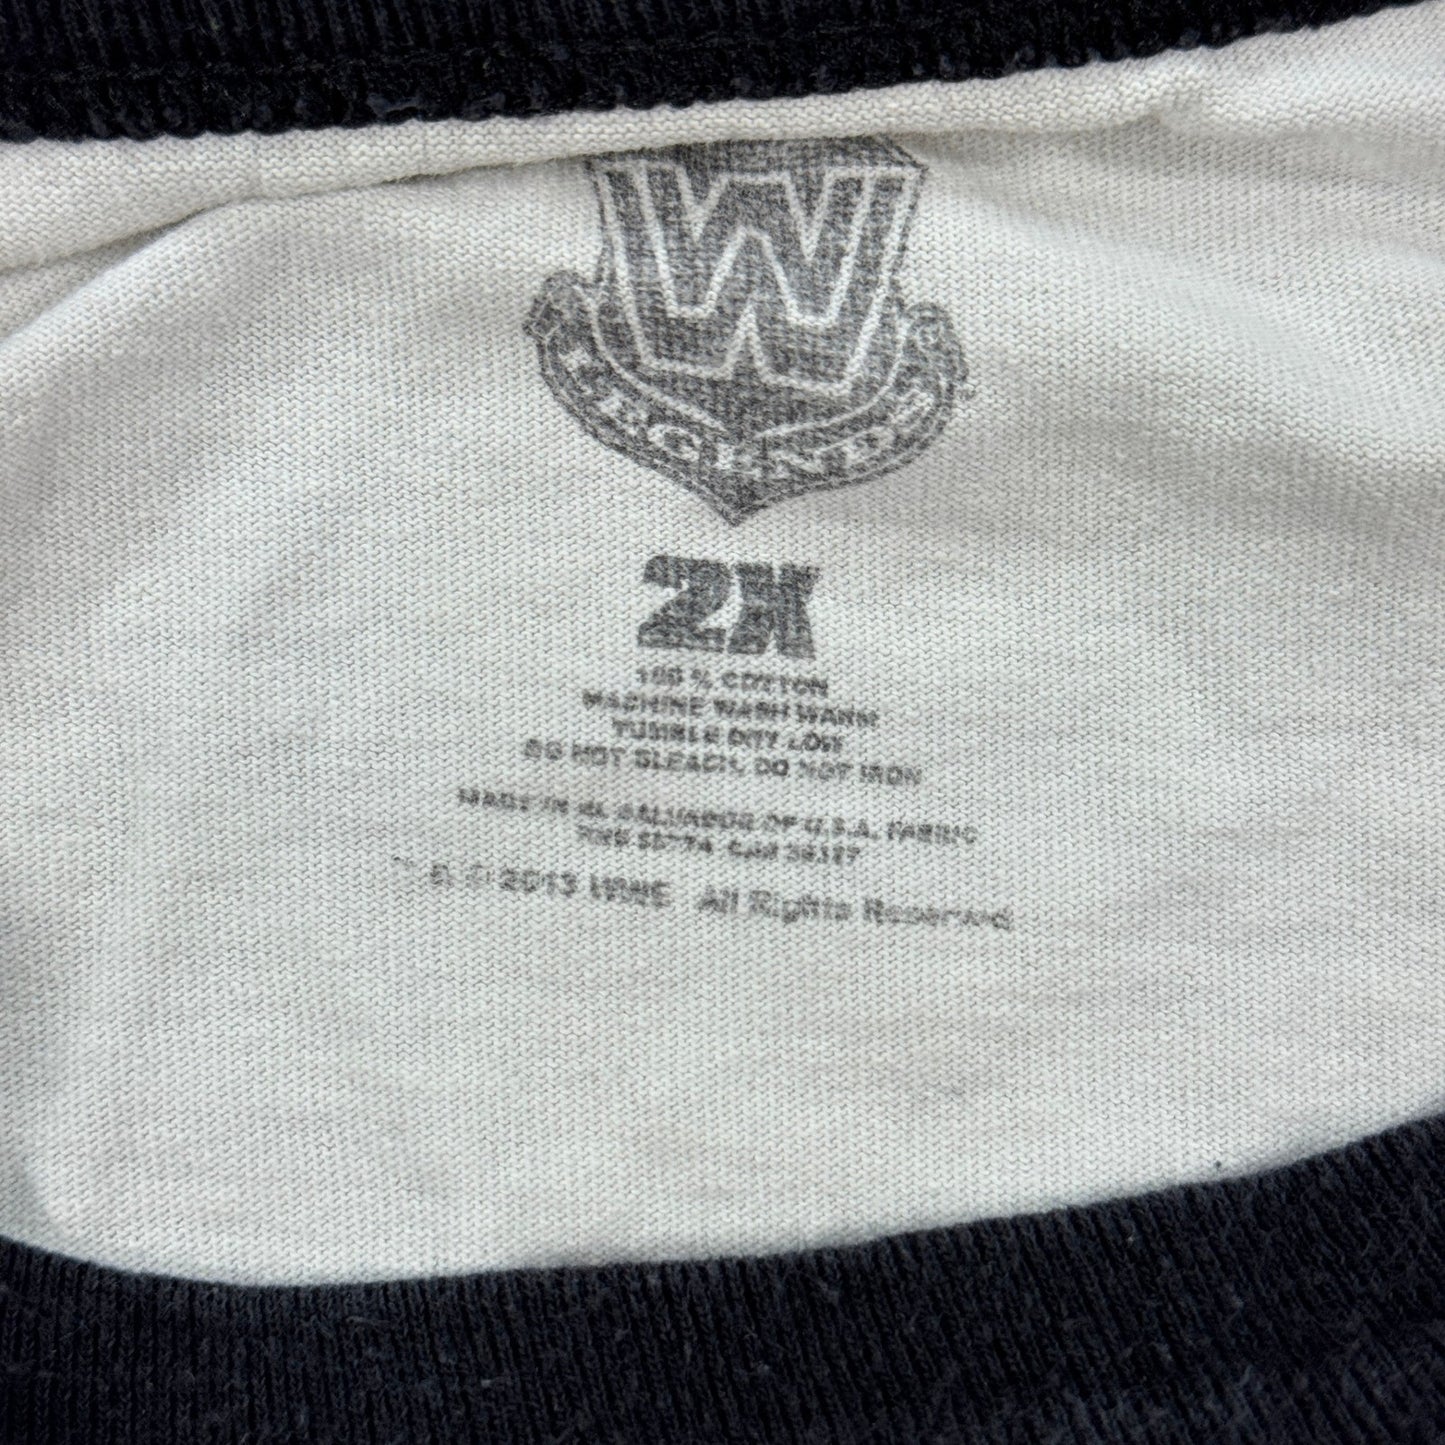 W
LEGENDS
2X
100% COTTON
MACHINE WASH WARM
TUMBLE DRY LOW
DO NOT BLEACH, DO NOT IRON
MADE IN EL SALVADOR OF U.S.A. FABRIC
© 2013 WWE All Rights Reserved